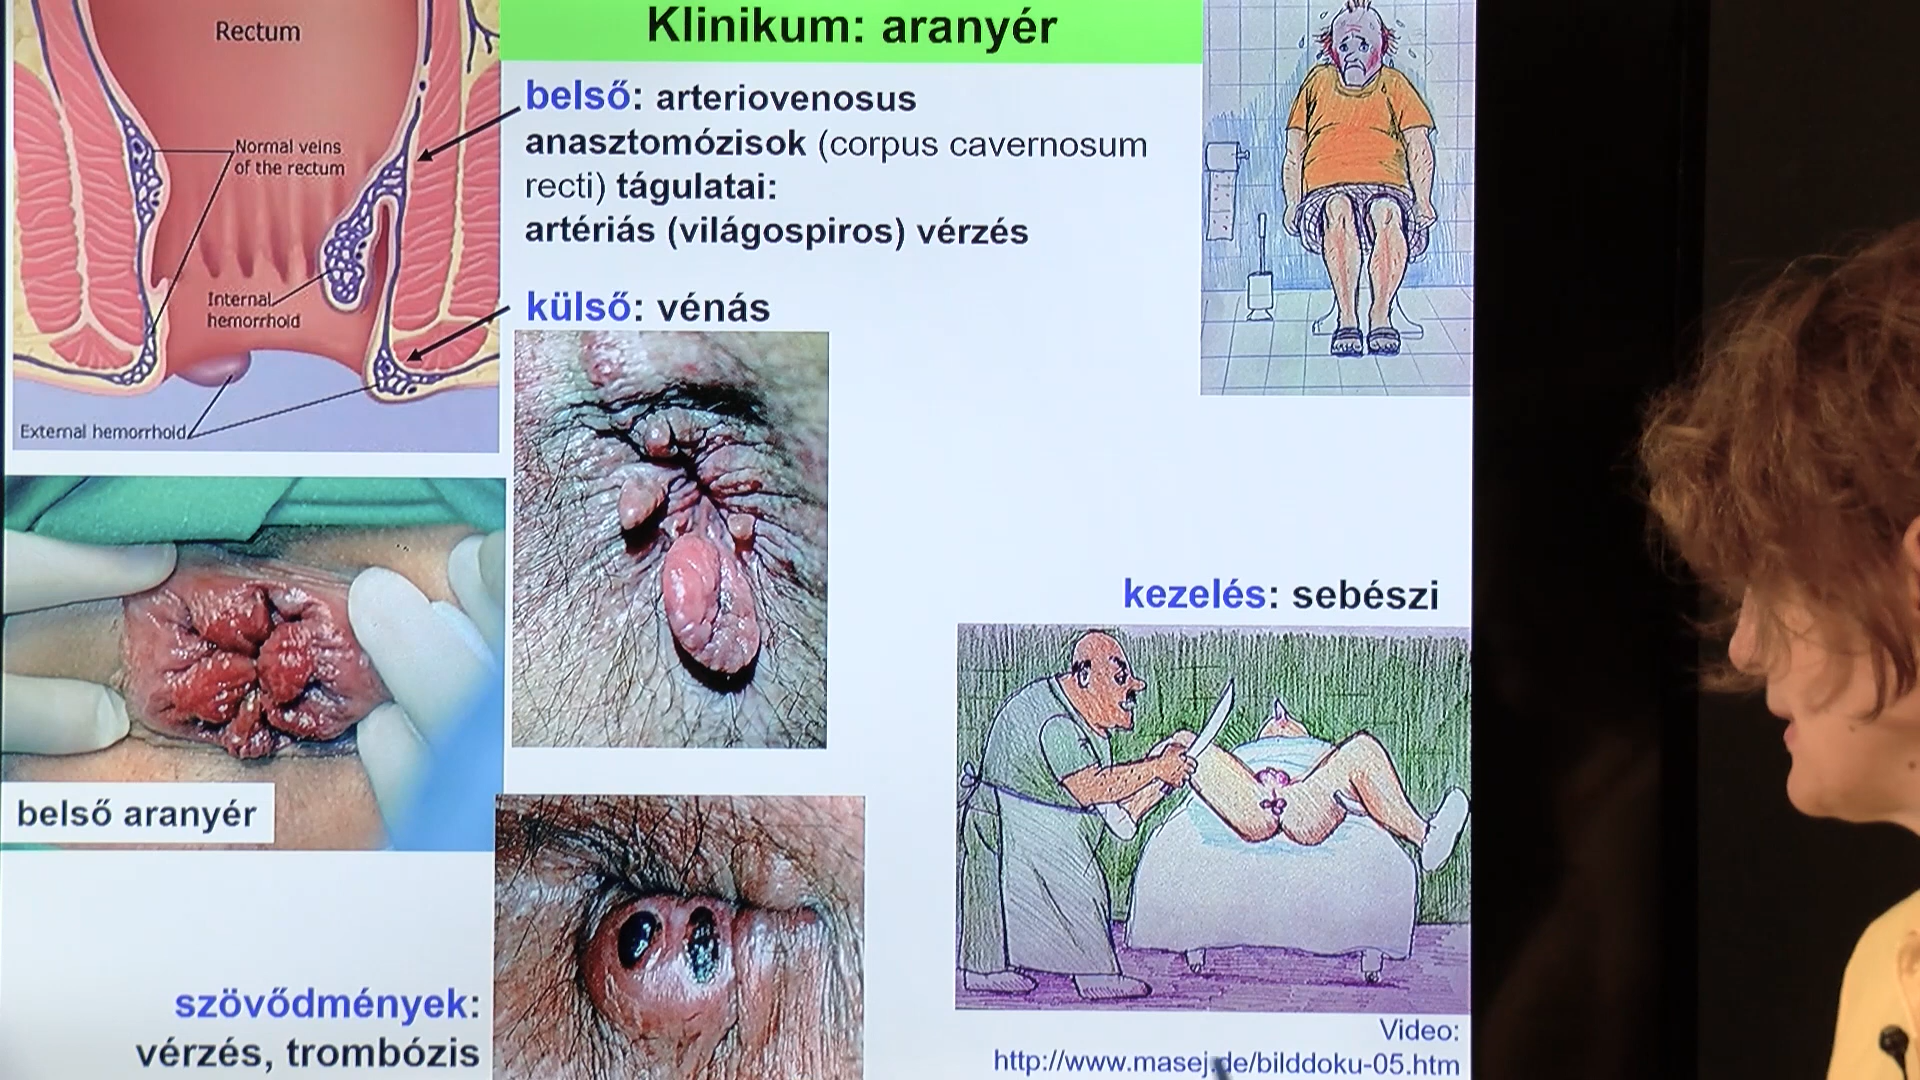 Klinikum: aranyér
Rectum
Normal veins
of the rectum
Internal
hemorrhoid
External hemorrhoid
belső: arteriovenosus
anasztomózisok (corpus cavernosum
recti) tágulatai:
artériás (világospiros) vérzés
külső: vénás
belső aranyér
szövődmények:
vérzés, trombózis
kezelés: sebészi
Video:
http://www.masej.de/bilddoku-05.htm